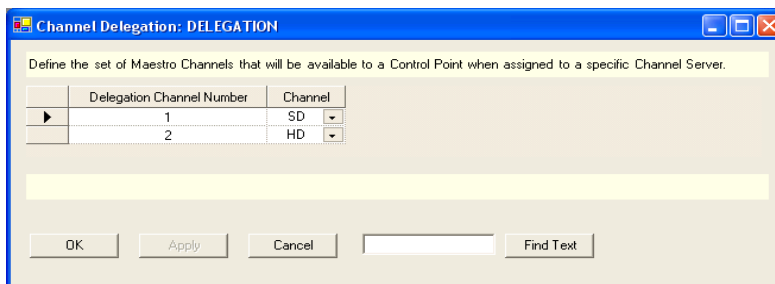 Channel Delegation: DELEGATION
Define the set of Maestro Channels that will be available to a Control Point when assigned to a specific Channel Server.
Delegation Channel Number Channel
1 SD
2 HD
OK Apply Cancel Find Text